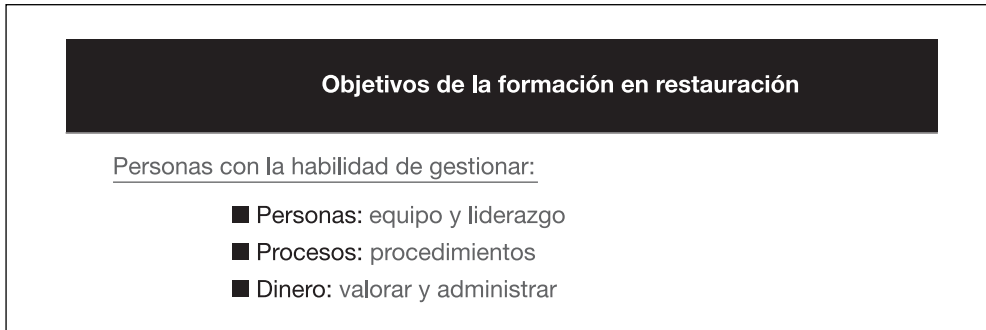 Objetivos de la formación en restauración
Personas con la habilidad de gestionar:
■ Personas: equipo y liderazgo
■ Procesos: procedimientos
■ Dinero: valorar y administrar